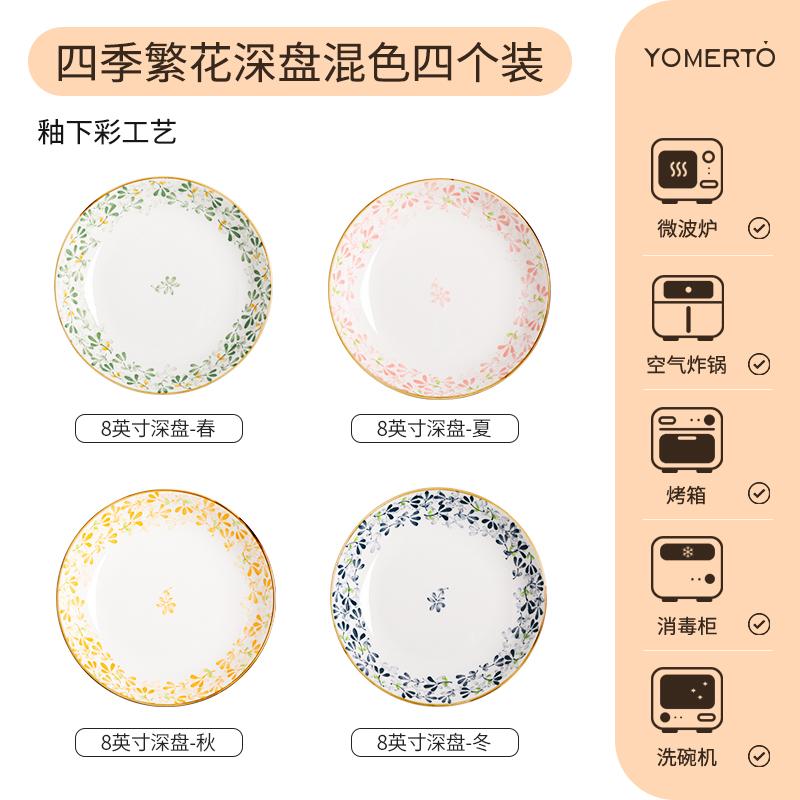 四季繁花深盘混色四个装
釉下彩工艺
8英寸深盘-春
8英寸深盘-夏
8英寸深盘-秋
8英寸深盘-冬
YOMERTO
微波炉
空气炸锅
烤箱
消毒柜
洗碗机